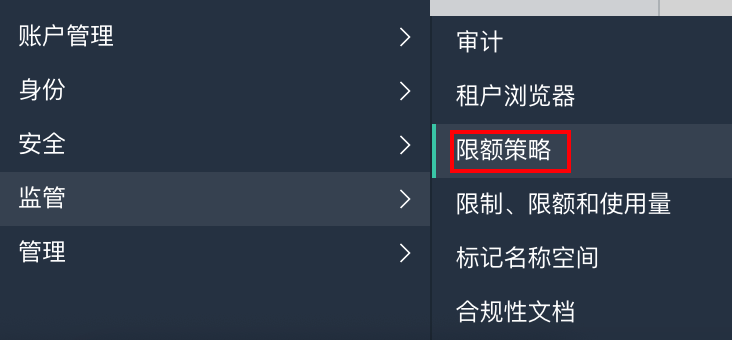 账户管理
身份
安全
监管
管理
审计
租户浏览器
限额策略
限制、限额和使用量
标记名称空间
合规性文档